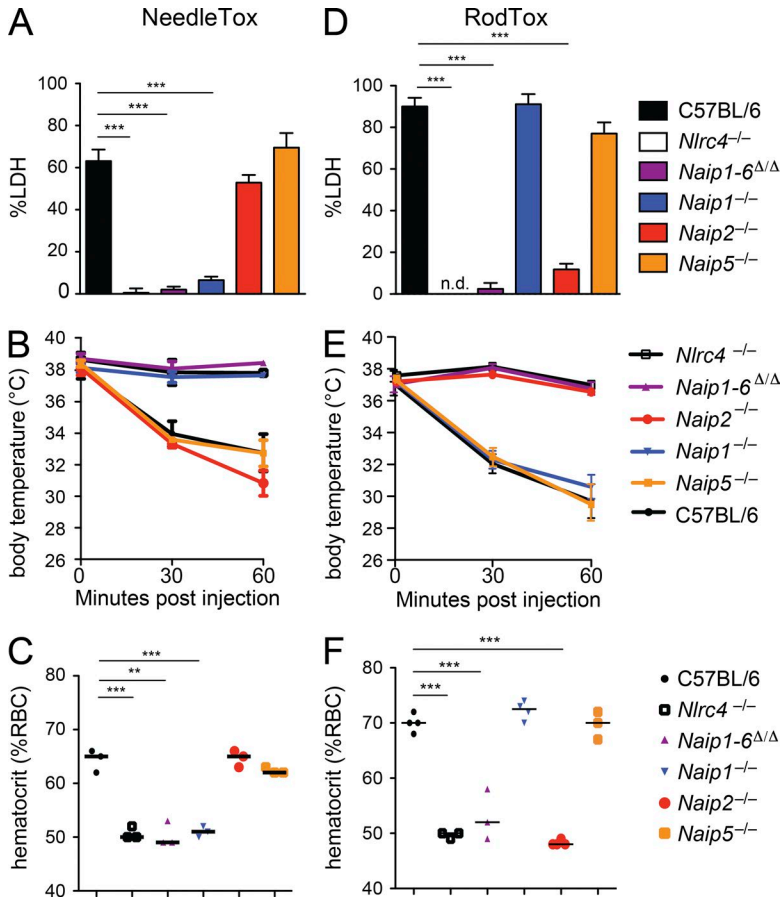 A NeedleTox
%LDH
100
80
60
40
20
0
***
***
***
D RodTox
%LDH
100
80
60
40
20
0
***
***
***
n.d.
C57BL/6
Nlrc4–/–
Naip1-6Δ/Δ
Naip1–/–
Naip2–/–
Naip5–/–
B
body temperature (°C)
40
38
36
34
32
30
28
26
0 30 60
Minutes post injection
E
body temperature (°C)
40
38
36
34
32
30
28
26
0 30 60
Minutes post injection
Nlrc4 –/–
Naip1-6Δ/Δ
Naip2–/–
Naip1–/–
Naip5–/–
C57BL/6
C
hematocrit (%RBC)
80
70
60
50
40
***
**
***
F
hematocrit (%RBC)
80
70
60
50
40
***
***
***
C57BL/6
Nlrc4 –/–
Naip1-6Δ/Δ
Naip1–/–
Naip2–/–
Naip5–/–